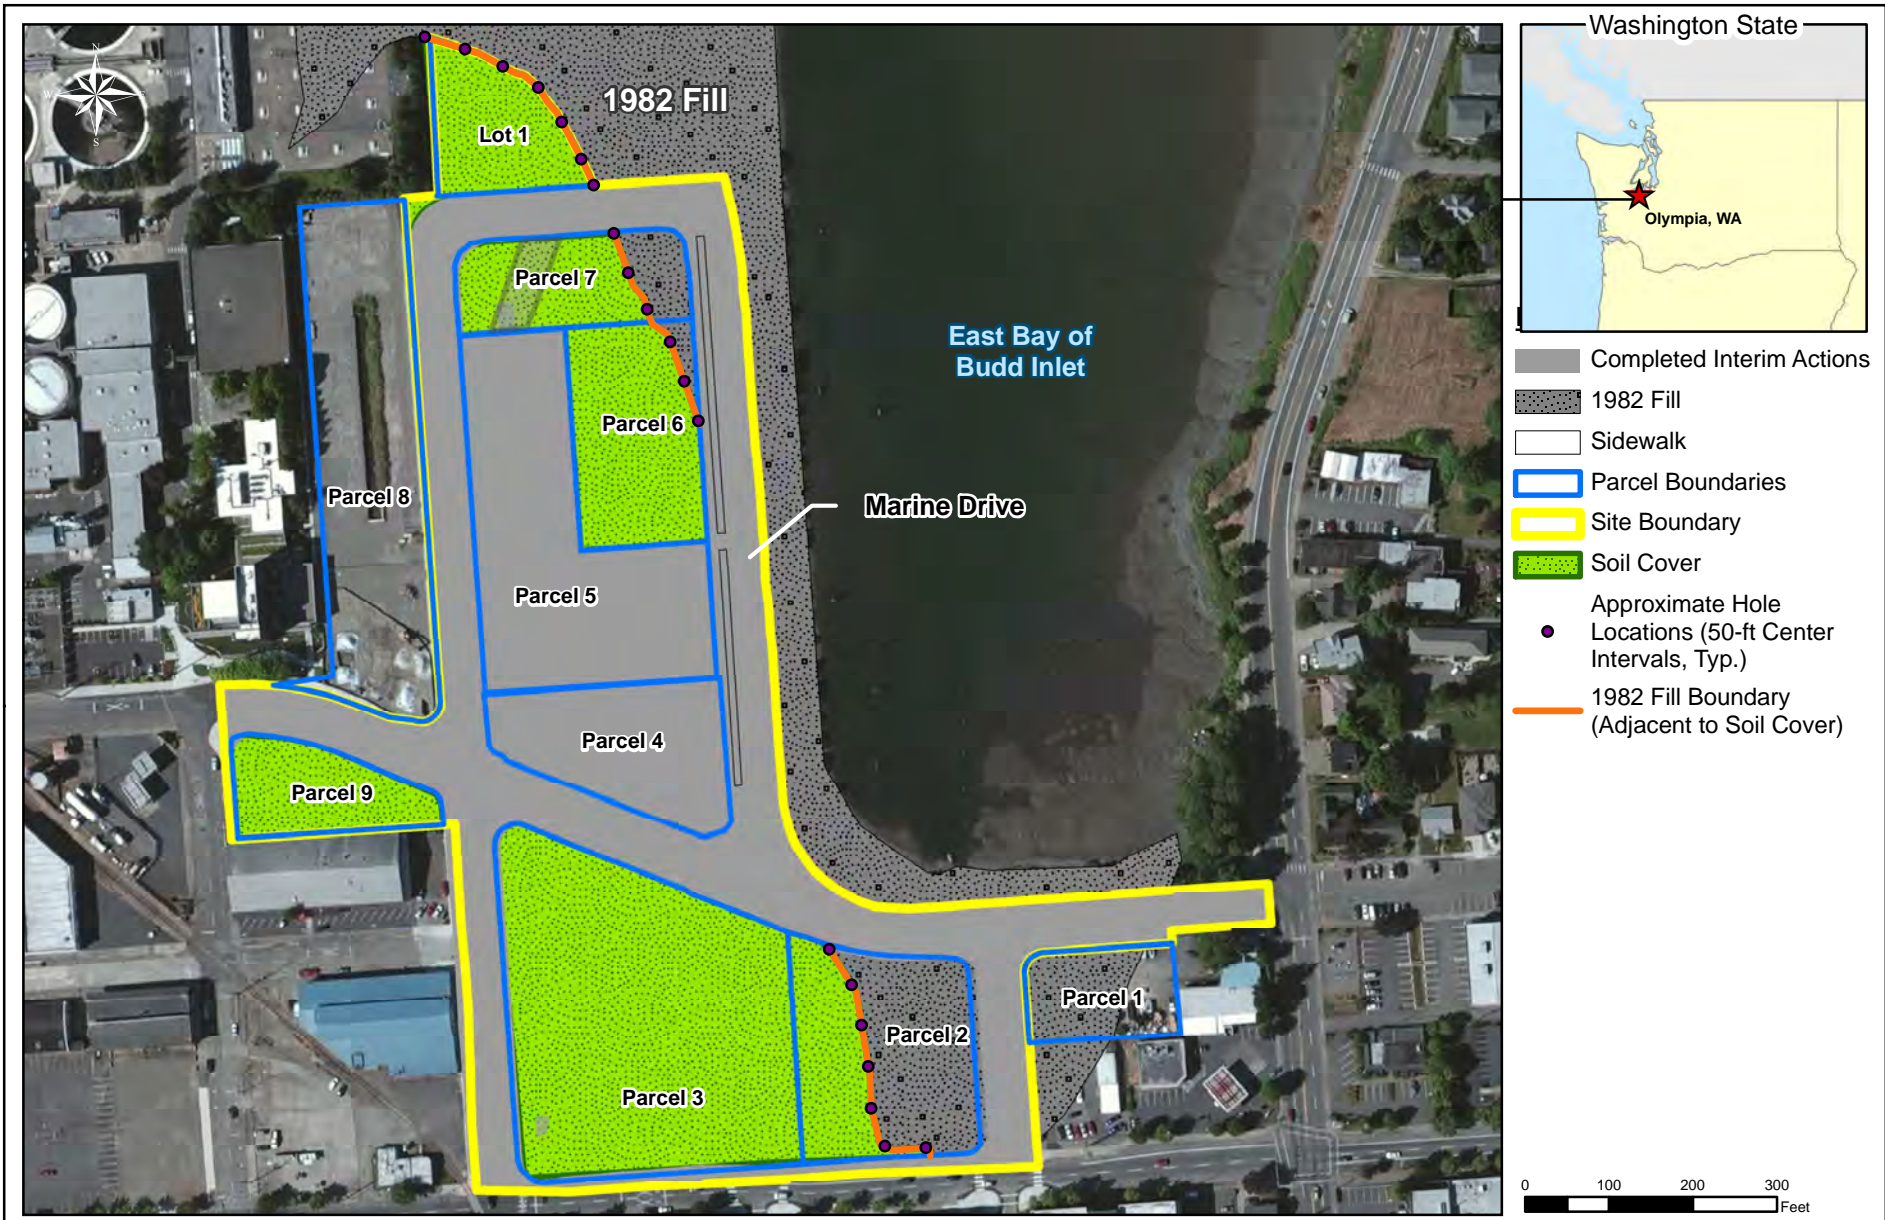 N
W
E
S
1982 Fill
Lot 1
Parcel 7
Parcel 6
Parcel 8
East Bay of
Budd Inlet
Marine Drive
Parcel 5
Parcel 4
Parcel 9
Parcel 3
Parcel 2
Parcel 1
Washington State
Olympia, WA
Completed Interim Actions
1982 Fill
Sidewalk
Parcel Boundaries
Site Boundary
Soil Cover
Approximate Hole
Locations (50-ft Center
Intervals, Typ.)
1982 Fill Boundary
(Adjacent to Soil Cover)
0 100 200 300
Feet